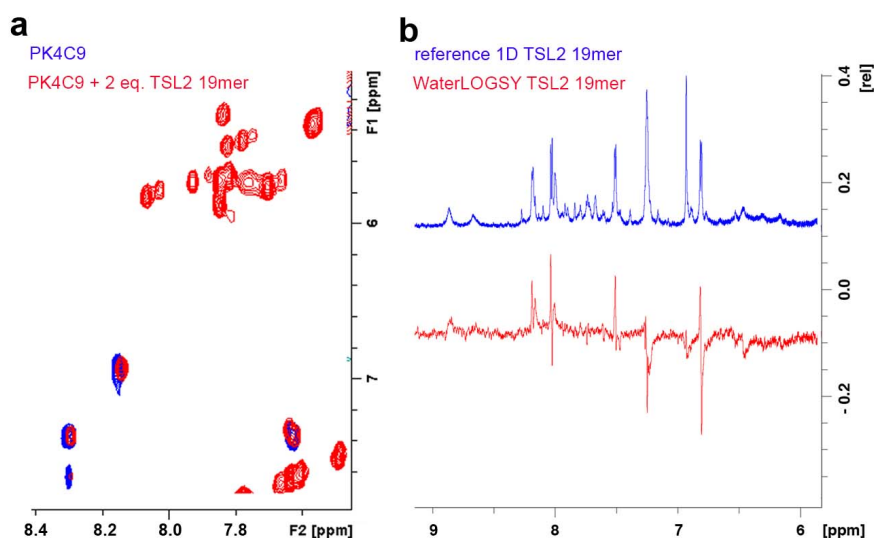 a
PK4C9
PK4C9 + 2 eq. TSL2 19mer
F1 [ppm]
6
7
8.4
8.2
8.0
7.8
F2 [ppm]
b
reference 1D TSL2 19mer
WaterLOGSY TSL2 19mer
[rel]
0.4
0.2
0.0
- 0.2
9
8
7
6
[ppm]